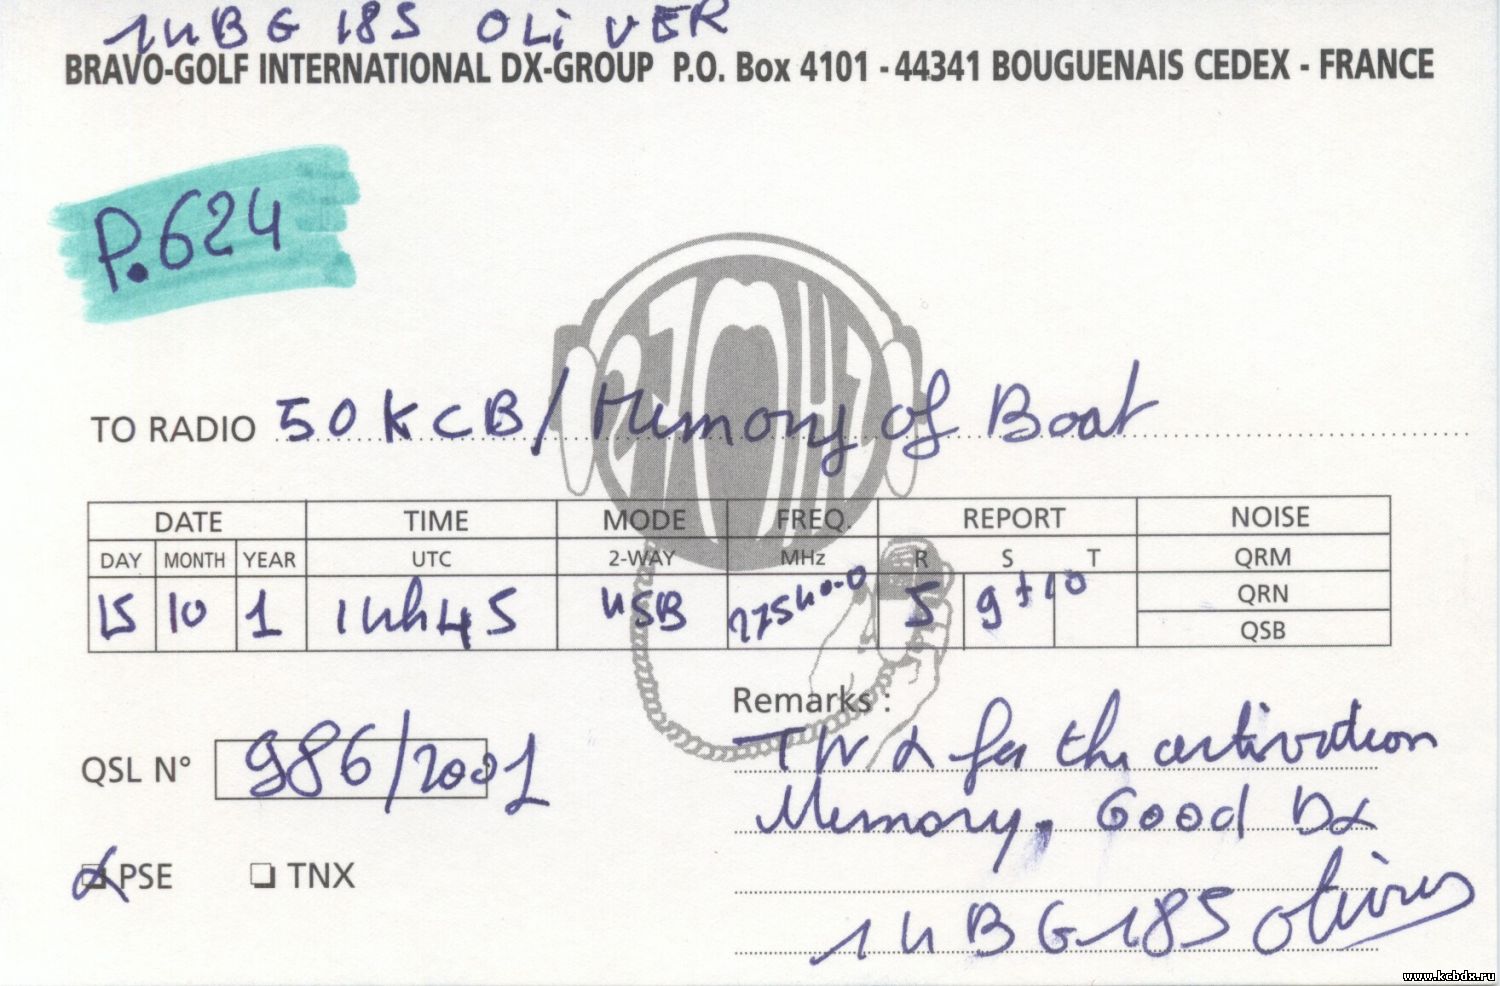 14BG185 OLiVER
BRAVO-GOLF INTERNATIONAL DX-GROUP P.O. Box 4101 - 44341 BOUGUENAIS CEDEX - FRANCE
P.624
27MHz
TO RADIO 50KCB/Memory of Boat
DATE TIME MODE FREQ. REPORT NOISE
DAY MONTH YEAR UTC 2-WAY MHz R S T QRM
15 10 1 14h45 USB 27540.0 5 9+10 QRN
QSB
Remarks :
TNX for the activation
QSL N° 986/2001
Memory, Good Dx
PSE TNX
14BG185 Olivier
www.kcbdx.ru